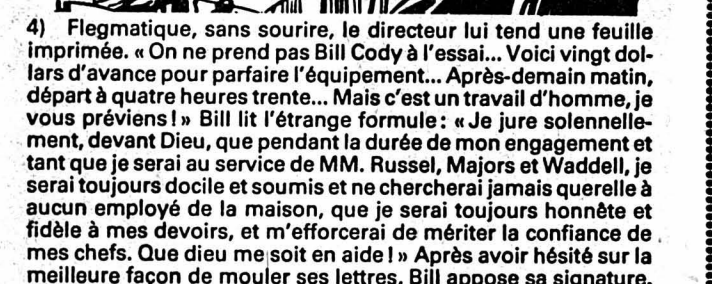 4) Flegmatique, sans sourire, le directeur lui tend une feuille
imprimée. « On ne prend pas Bill Cody à l'essai... Voici vingt dol-
lars d'avance pour parfaire l'équipement... Après-demain matin,
départ à quatre heures trente... Mais c'est un travail d'homme, je
vous préviens ! » Bill lit l'étrange formule : « Je jure solennelle-
ment, devant Dieu, que pendant la durée de mon engagement et
tant que je serai au service de MM. Russel, Majors et Waddell, je
serai toujours docile et soumis et ne chercherai jamais querelle à
aucun employé de la maison, que je serai toujours honnête et
fidèle à mes devoirs, et m'efforcerai de mériter la confiance de
mes chefs. Que dieu me soit en aide ! » Après avoir hésité sur la
meilleure façon de mouler ses lettres, Bill appose sa signature.